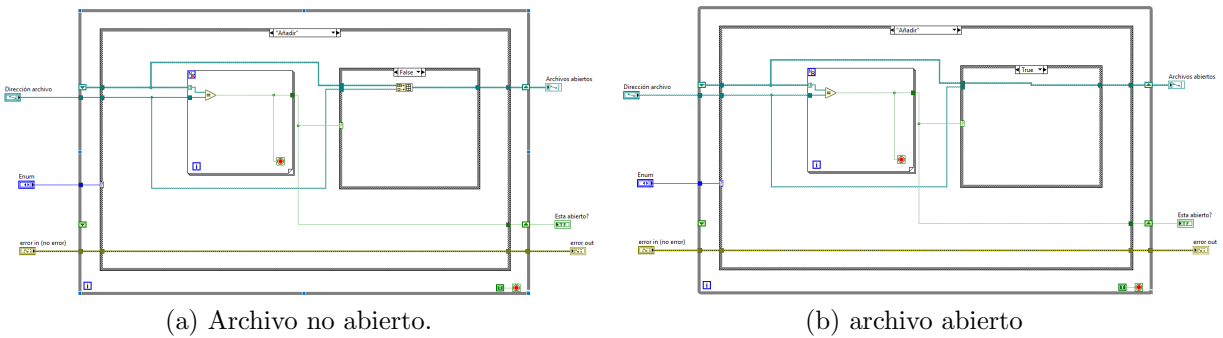 "Añadir"
False
Dirección archivo
Archivos abiertos
Enum
Esta abierto?
error in (no error)
error out
i
i
T
(a) Archivo no abierto.
"Añadir"
True
Dirección archivo
Archivos abiertos
Enum
Esta abierto?
error in (no error)
error out
i
i
T
(b) archivo abierto